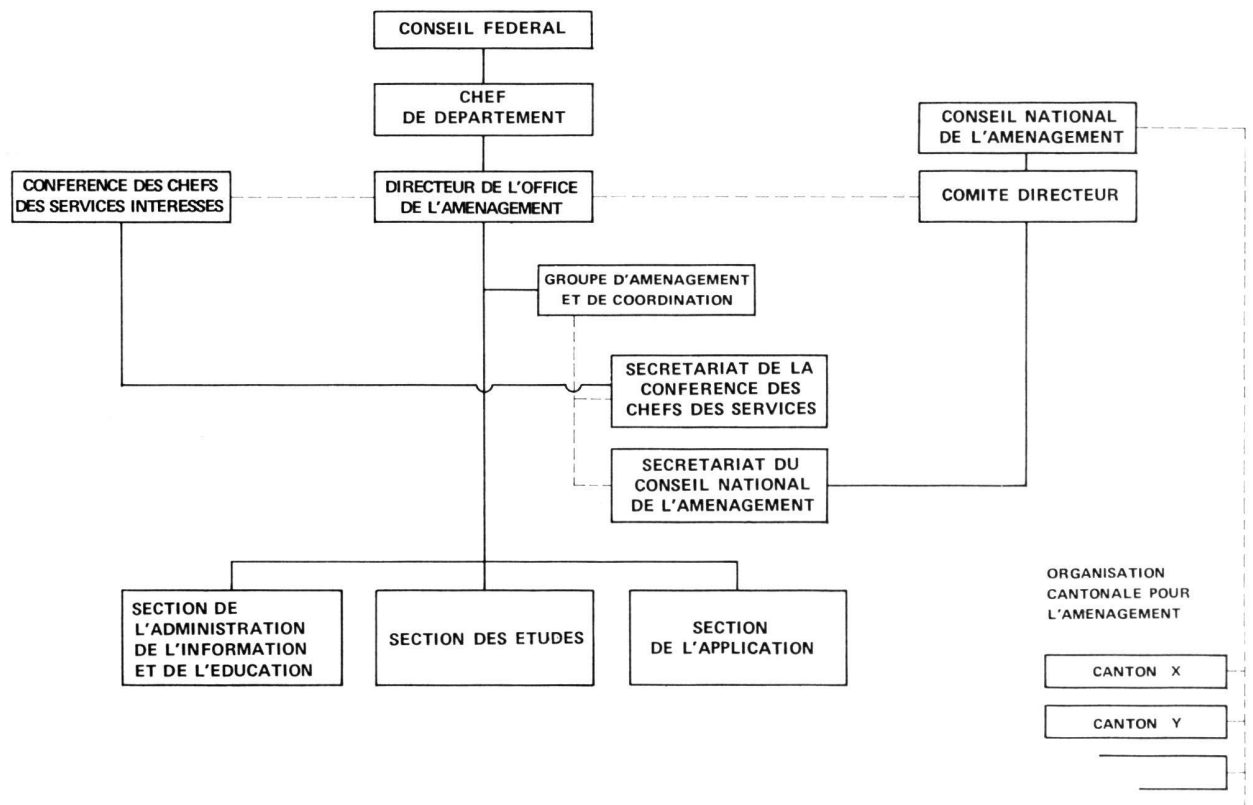 CONSEIL FEDERAL
CHEF
DE DEPARTEMENT
CONSEIL NATIONAL
DE L'AMENAGEMENT
CONFERENCE DES CHEFS
DES SERVICES INTERESSES
DIRECTEUR DE L'OFFICE
DE L'AMENAGEMENT
COMITE DIRECTEUR
GROUPE D'AMENAGEMENT
ET DE COORDINATION
SECRETARIAT DE LA
CONFERENCE DES
CHEFS DES SERVICES
SECRETARIAT DU
CONSEIL NATIONAL
DE L'AMENAGEMENT
SECTION DE
L'ADMINISTRATION
DE L'INFORMATION
ET DE L'EDUCATION
SECTION DES ETUDES
SECTION
DE L'APPLICATION
ORGANISATION
CANTONALE POUR
L'AMENAGEMENT
CANTON X
CANTON Y